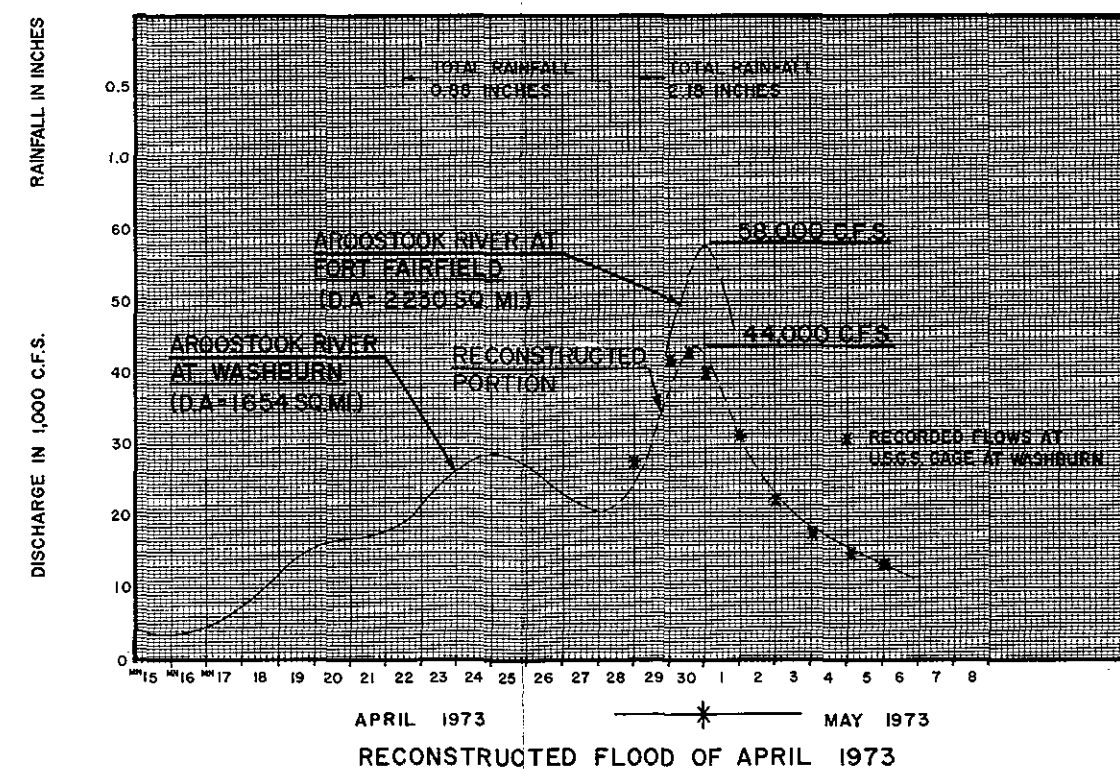 RAINFALL IN INCHES
0.5
1.0
TOTAL RAINFALL
0.88 INCHES
TOTAL RAINFALL
2.18 INCHES
DISCHARGE IN 1,000 C.F.S.
60
50
40
30
20
10
0
AROOSTOOK RIVER AT
FORT FAIRFIELD
(D.A = 2230 SQ. MI.)
58,000 C.F.S.
AROOSTOOK RIVER
AT WASHBURN
(D.A = 1654 SQ. MI.)
RECONSTRUCTED
PORTION
44,000 C.F.S.
RECORDED FLOWS AT
U.S.G.S. GAGE AT WASHBURN
MN 15 MN 16 MN 17 18 19 20 21 22 23 24 25 26 27 28 29 30 1 2 3 4 5 6 7 8
APRIL 1973 MAY 1973
RECONSTRUCTED FLOOD OF APRIL 1973